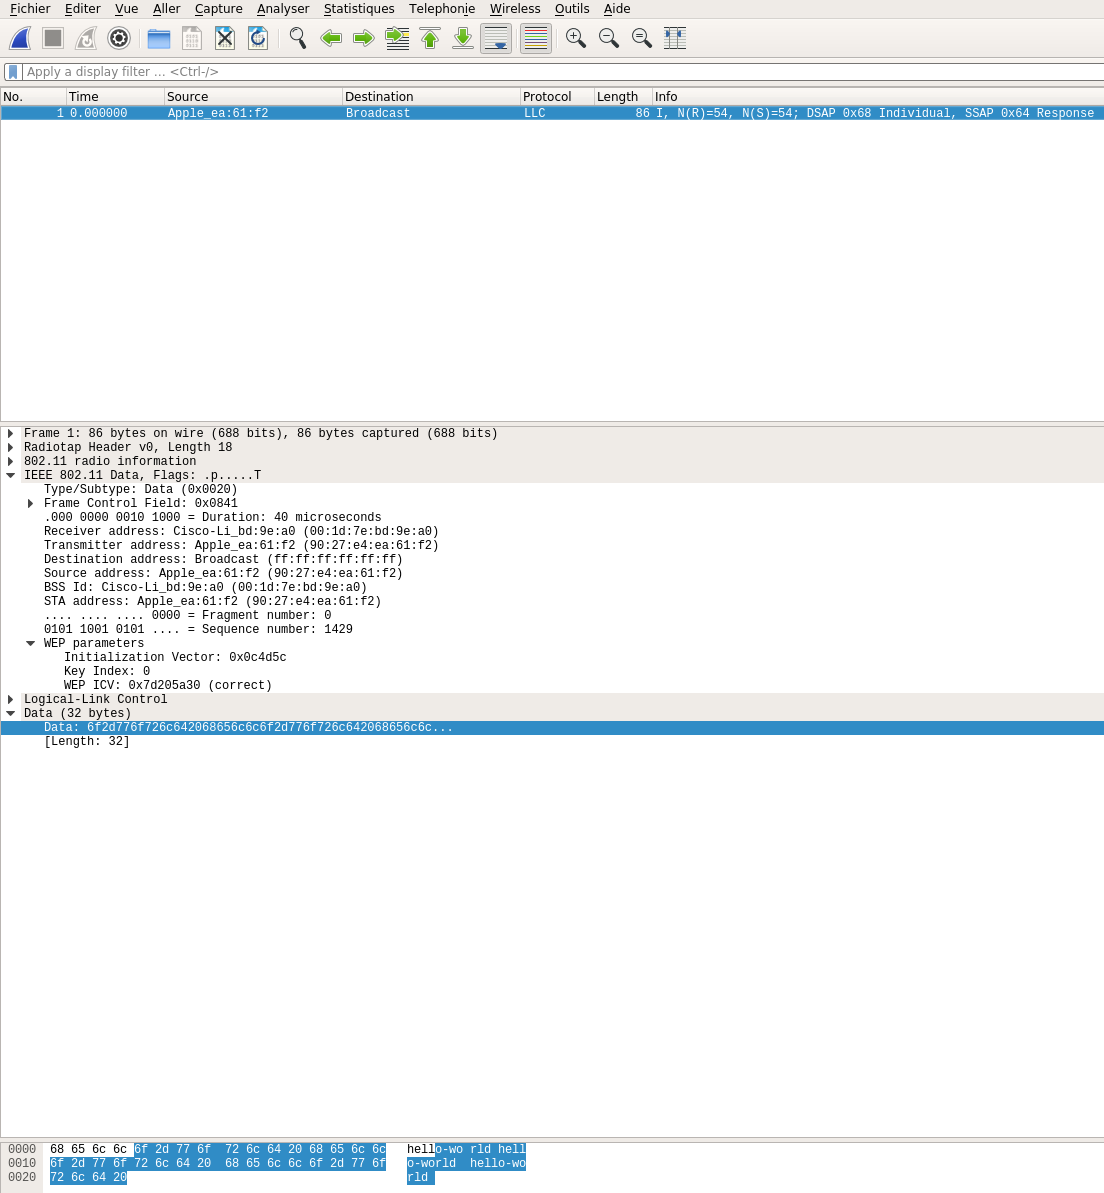 Fichier Editer Vue Aller Capture Analyser Statistiques Telephonie Wireless Outils Aide
Apply a display filter ... <Ctrl-/>
No. Time Source Destination Protocol Length Info
1 0.000000 Apple_ea:61:f2 Broadcast LLC 86 I, N(R)=54, N(S)=54; DSAP 0x68 Individual, SSAP 0x64 Response
Frame 1: 86 bytes on wire (688 bits), 86 bytes captured (688 bits)
Radiotap Header v0, Length 18
802.11 radio information
IEEE 802.11 Data, Flags: .p.....T
Type/Subtype: Data (0x0020)
Frame Control Field: 0x0841
.000 0000 0010 1000 = Duration: 40 microseconds
Receiver address: Cisco-Li_bd:9e:a0 (00:1d:7e:bd:9e:a0)
Transmitter address: Apple_ea:61:f2 (90:27:e4:ea:61:f2)
Destination address: Broadcast (ff:ff:ff:ff:ff:ff)
Source address: Apple_ea:61:f2 (90:27:e4:ea:61:f2)
BSS Id: Cisco-Li_bd:9e:a0 (00:1d:7e:bd:9e:a0)
STA address: Apple_ea:61:f2 (90:27:e4:ea:61:f2)
.... .... .... 0000 = Fragment number: 0
0101 1001 0101 .... = Sequence number: 1429
WEP parameters
Initialization Vector: 0x0c4d5c
Key Index: 0
WEP ICV: 0x7d205a30 (correct)
Logical-Link Control
Data (32 bytes)
Data: 6f2d776f726c642068656c6c6f2d776f726c642068656c6c...
[Length: 32]
0000 68 65 6c 6c 6f 2d 77 6f 72 6c 64 20 68 65 6c 6c hello-wo rld hell
0010 6f 2d 77 6f 72 6c 64 20 68 65 6c 6c 6f 2d 77 6f o-world hello-wo
0020 72 6c 64 20 rld